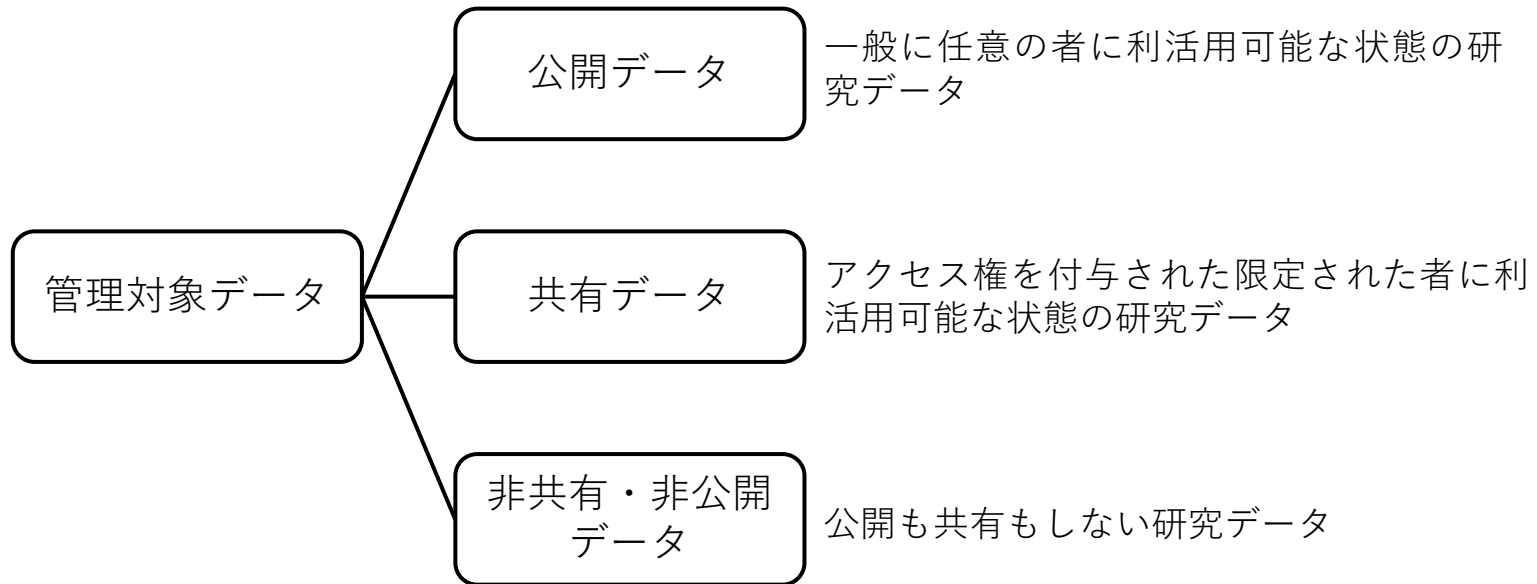 公開データ
一般に任意の者に利活用可能な状態の研
究データ
管理対象データ
共有データ
アクセス権を付与された限定された者に利
活用可能な状態の研究データ
非共有・非公開
データ
公開も共有もしない研究データ